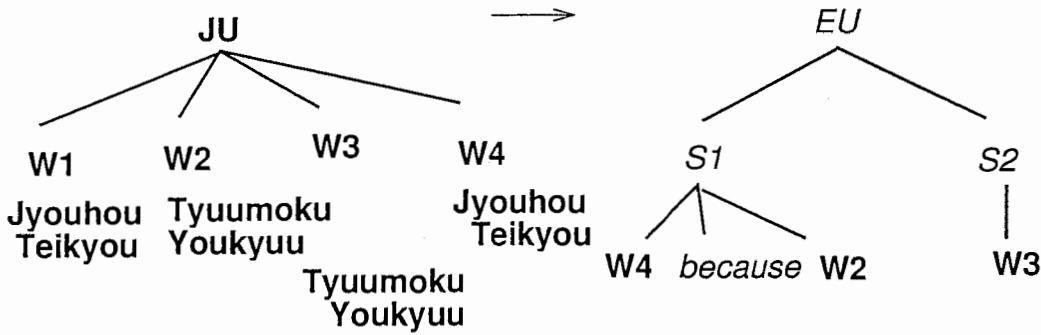 JU
W1
W2
W3
W4
Jyouhou
Teikyou
Tyuumoku
Youkyuu
Tyuumoku
Youkyuu
Jyouhou
Teikyou
EU
S1
S2
W4 because W2
W3